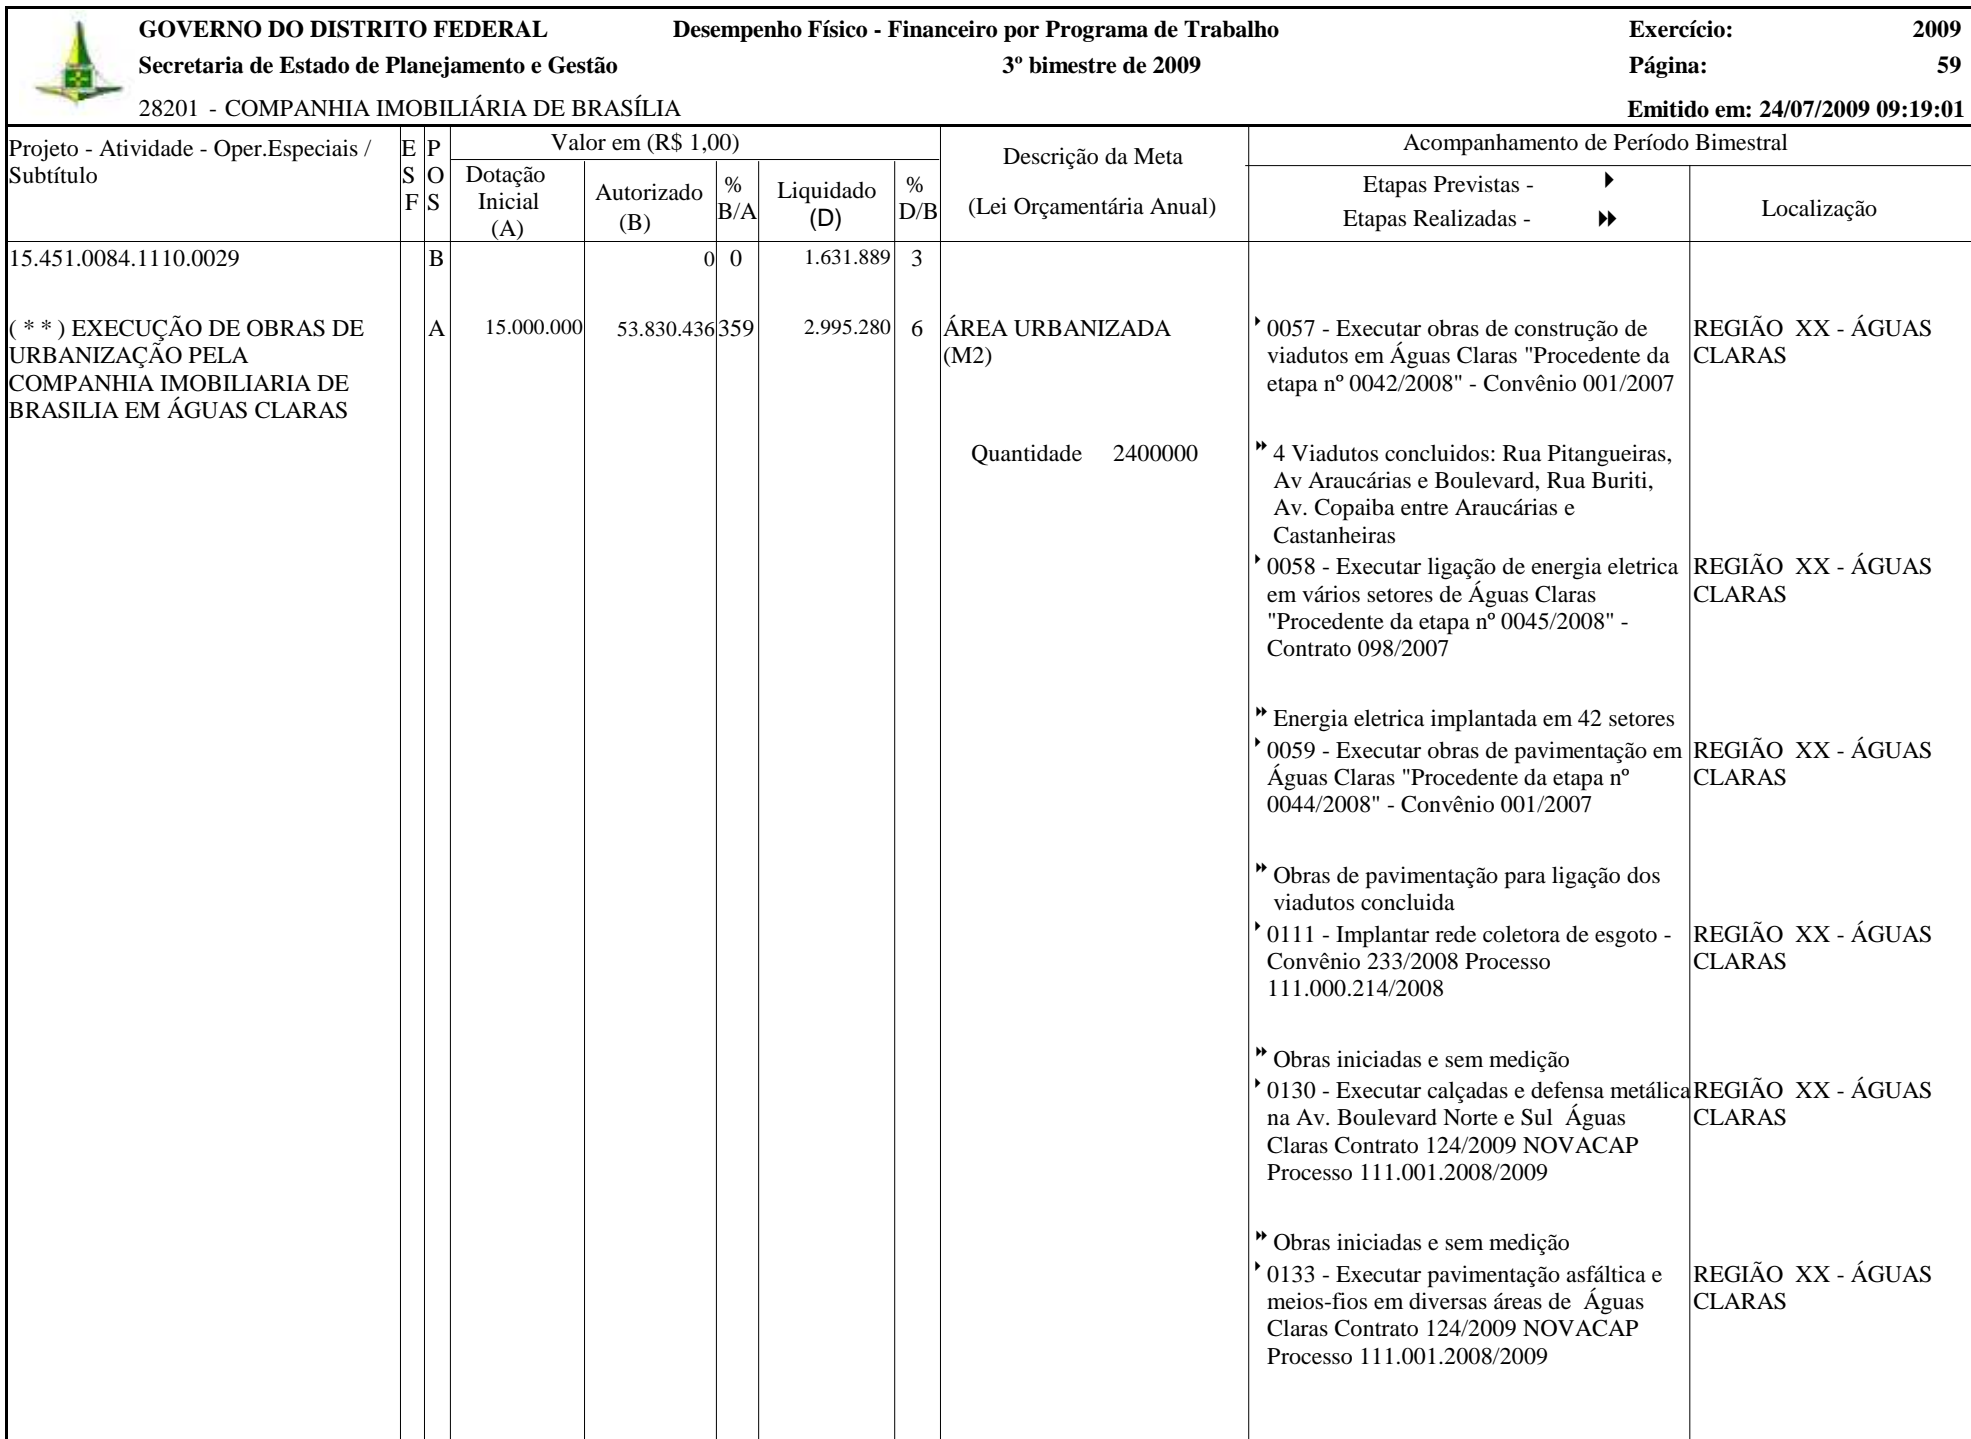 GOVERNO DO DISTRITO FEDERAL Desempenho Físico - Financeiro por Programa de Trabalho Exercício: 2009
Secretaria de Estado de Planejamento e Gestão 3º bimestre de 2009 Página: 59
28201 - COMPANHIA IMOBILIÁRIA DE BRASÍLIA Emitido em: 24/07/2009 09:19:01
Projeto - Atividade - Oper.Especiais /
Subtítulo
E
S
F
P
O
S
Valor em (R$ 1,00)
Dotação
Inicial
(A)
Autorizado
(B)
%
B/A
Liquidado
(D)
%
D/B
Descrição da Meta
(Lei Orçamentária Anual)
Acompanhamento de Período Bimestral
Etapas Previstas -
Etapas Realizadas -
Localização
15.451.0084.1110.0029 B 0 0 1.631.889 3
( * * ) EXECUÇÃO DE OBRAS DE
URBANIZAÇÃO PELA
COMPANHIA IMOBILIARIA DE
BRASILIA EM ÁGUAS CLARAS
A 15.000.000 53.830.436 359 2.995.280 6
ÁREA URBANIZADA
(M2)
Quantidade 2400000
0057 - Executar obras de construção de
viadutos em Águas Claras "Procedente da
etapa nº 0042/2008" - Convênio 001/2007
REGIÃO XX - ÁGUAS
CLARAS
4 Viadutos concluidos: Rua Pitangueiras,
Av Araucárias e Boulevard, Rua Buriti,
Av. Copaiba entre Araucárias e
Castanheiras
0058 - Executar ligação de energia eletrica
em vários setores de Águas Claras
"Procedente da etapa nº 0045/2008" -
Contrato 098/2007
REGIÃO XX - ÁGUAS
CLARAS
Energia eletrica implantada em 42 setores
0059 - Executar obras de pavimentação em
Águas Claras "Procedente da etapa nº
0044/2008" - Convênio 001/2007
REGIÃO XX - ÁGUAS
CLARAS
Obras de pavimentação para ligação dos
viadutos concluida
0111 - Implantar rede coletora de esgoto -
Convênio 233/2008 Processo
111.000.214/2008
REGIÃO XX - ÁGUAS
CLARAS
Obras iniciadas e sem medição
0130 - Executar calçadas e defensa metálica
na Av. Boulevard Norte e Sul Águas
Claras Contrato 124/2009 NOVACAP
Processo 111.001.2008/2009
REGIÃO XX - ÁGUAS
CLARAS
Obras iniciadas e sem medição
0133 - Executar pavimentação asfáltica e
meios-fios em diversas áreas de Águas
Claras Contrato 124/2009 NOVACAP
Processo 111.001.2008/2009
REGIÃO XX - ÁGUAS
CLARAS